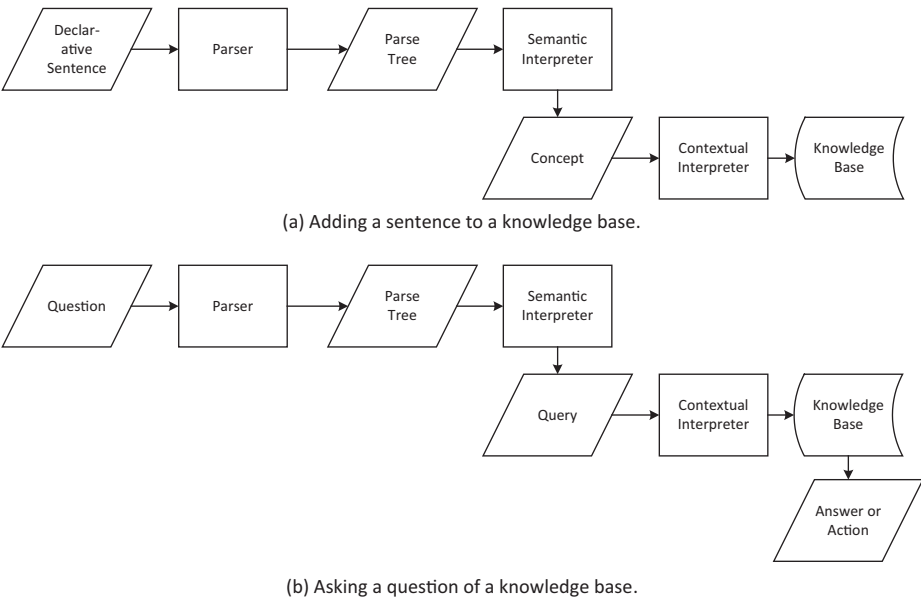 Declar-
ative
Sentence
Parser
Parse
Tree
Semantic
Interpreter
Concept
Contextual
Interpreter
Knowledge
Base
(a) Adding a sentence to a knowledge base.
Question
Parser
Parse
Tree
Semantic
Interpreter
Query
Contextual
Interpreter
Knowledge
Base
Answer or
Action
(b) Asking a question of a knowledge base.